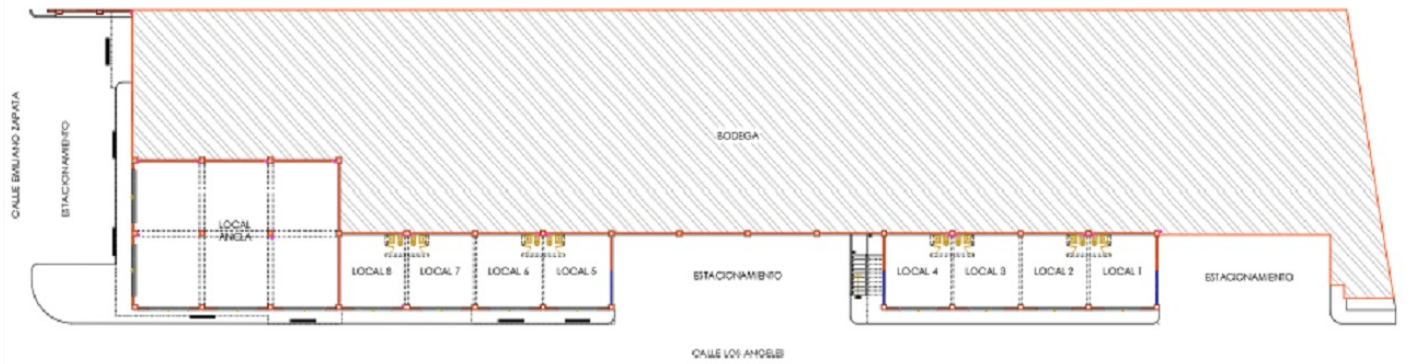 CALLE EMILIANO ZAPATA
ESTACIONAMIENTO
BODEGA
LOCAL
ANCLA
LOCAL 8
LOCAL 7
LOCAL 6
LOCAL 5
ESTACIONAMIENTO
LOCAL 4
LOCAL 3
LOCAL 2
LOCAL 1
ESTACIONAMIENTO
CALLE LOS ANGELES